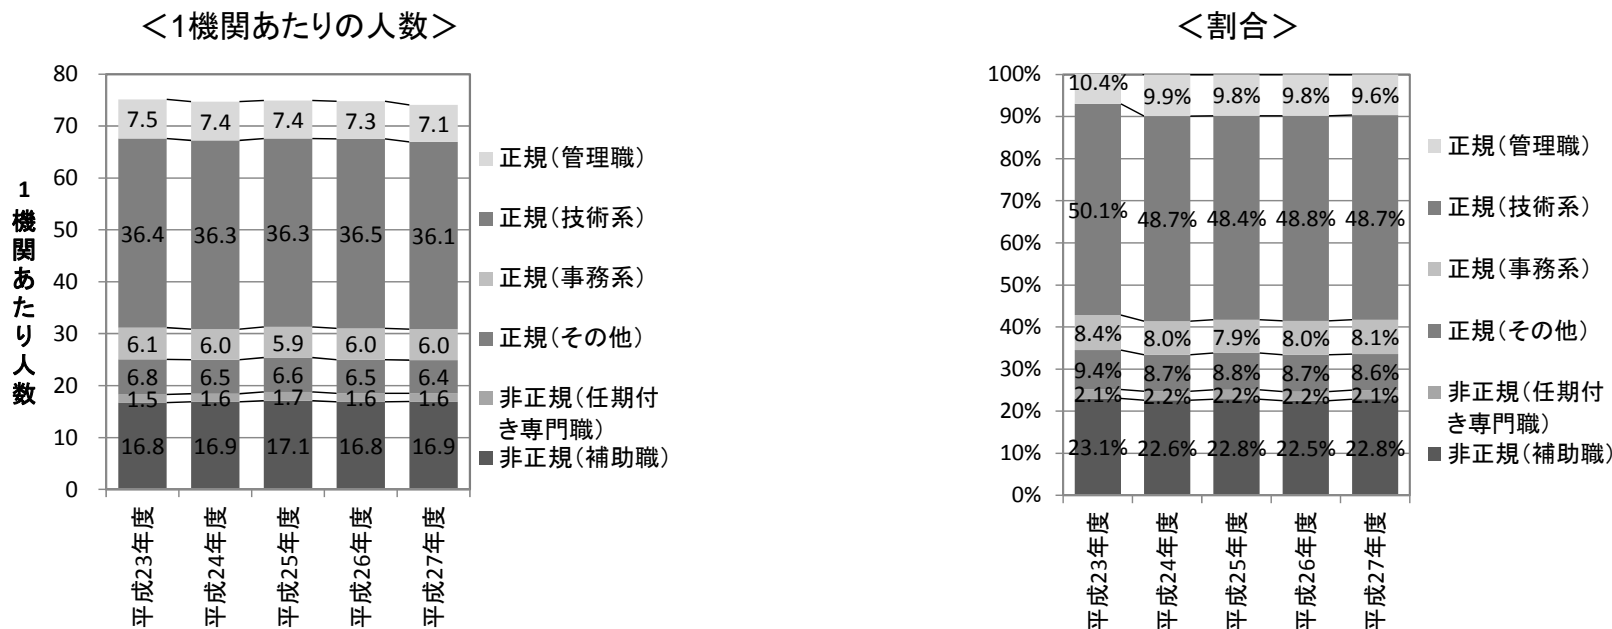 ＜1機関あたりの人数＞
1機関あたり人数
80
70
60
50
40
30
20
10
0
7.5 7.4 7.4 7.3 7.1
36.4 36.3 36.3 36.5 36.1
6.1 6.0 5.9 6.0 6.0
6.8 6.5 6.6 6.5 6.4
1.5 1.6 1.7 1.6 1.6
16.8 16.9 17.1 16.8 16.9
平成23年度
平成24年度
平成25年度
平成26年度
平成27年度
正規（管理職）
正規（技術系）
正規（事務系）
正規（その他）
非正規（任期付
き専門職）
非正規（補助職）
＜割合＞
100%
90%
80%
70%
60%
50%
40%
30%
20%
10%
0%
10.4% 9.9% 9.8% 9.8% 9.6%
50.1% 48.7% 48.4% 48.8% 48.7%
8.4% 8.0% 7.9% 8.0% 8.1%
9.4% 8.7% 8.8% 8.7% 8.6%
2.1% 2.2% 2.2% 2.2% 2.1%
23.1% 22.6% 22.8% 22.5% 22.8%
平成23年度
平成24年度
平成25年度
平成26年度
平成27年度
正規（管理職）
正規（技術系）
正規（事務系）
正規（その他）
非正規（任期付
き専門職）
非正規（補助職）